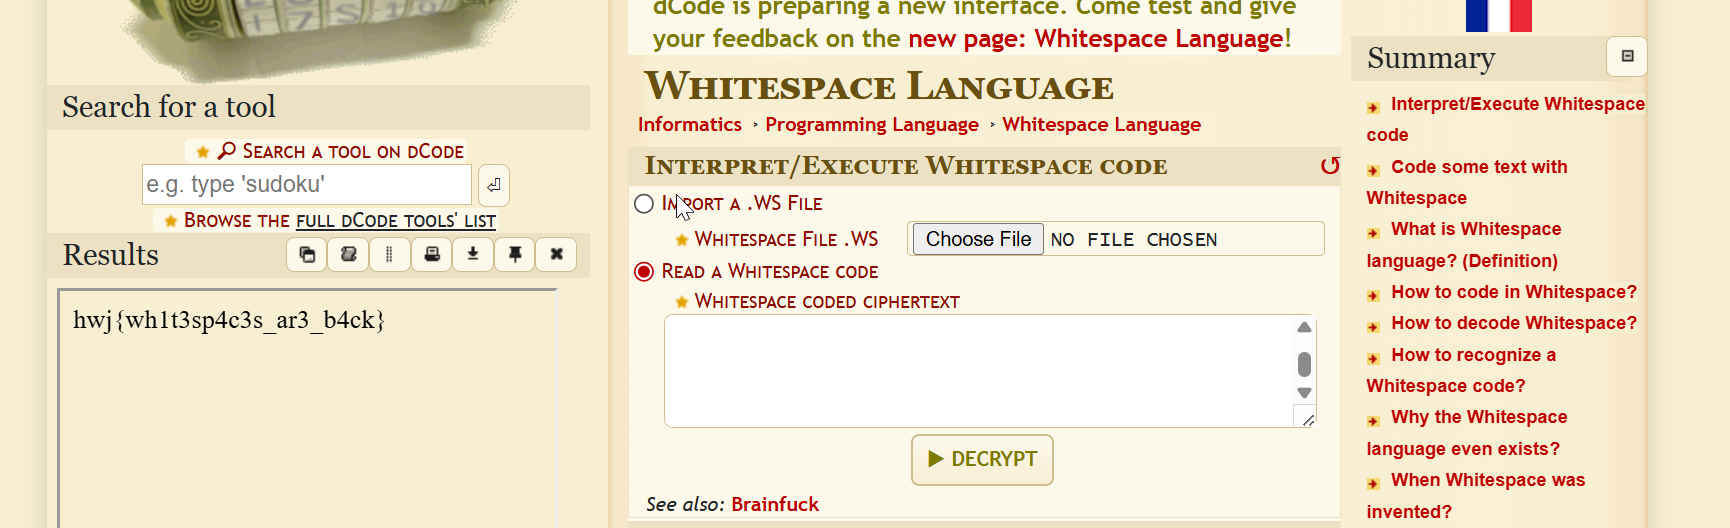 Search for a tool
SEARCH A TOOL ON DCODE
e.g. type 'sudoku'
BROWSE THE FULL DCODE TOOLS' LIST
Results
hwj{wh1t3sp4c3s_ar3_b4ck}
dCode is preparing a new interface. Come test and give
your feedback on the new page: Whitespace Language!
WHITESPACE LANGUAGE
Informatics › Programming Language › Whitespace Language
INTERPRET/EXECUTE WHITESPACE CODE
IMPORT A .WS FILE
WHITESPACE FILE .WS Choose File NO FILE CHOSEN
READ A WHITESPACE CODE
WHITESPACE CODED CIPHERTEXT
▶ DECRYPT
See also: Brainfuck
Summary
Interpret/Execute Whitespace
code
Code some text with
Whitespace
What is Whitespace
language? (Definition)
How to code in Whitespace?
How to decode Whitespace?
How to recognize a
Whitespace code?
Why the Whitespace
language even exists?
When Whitespace was
invented?